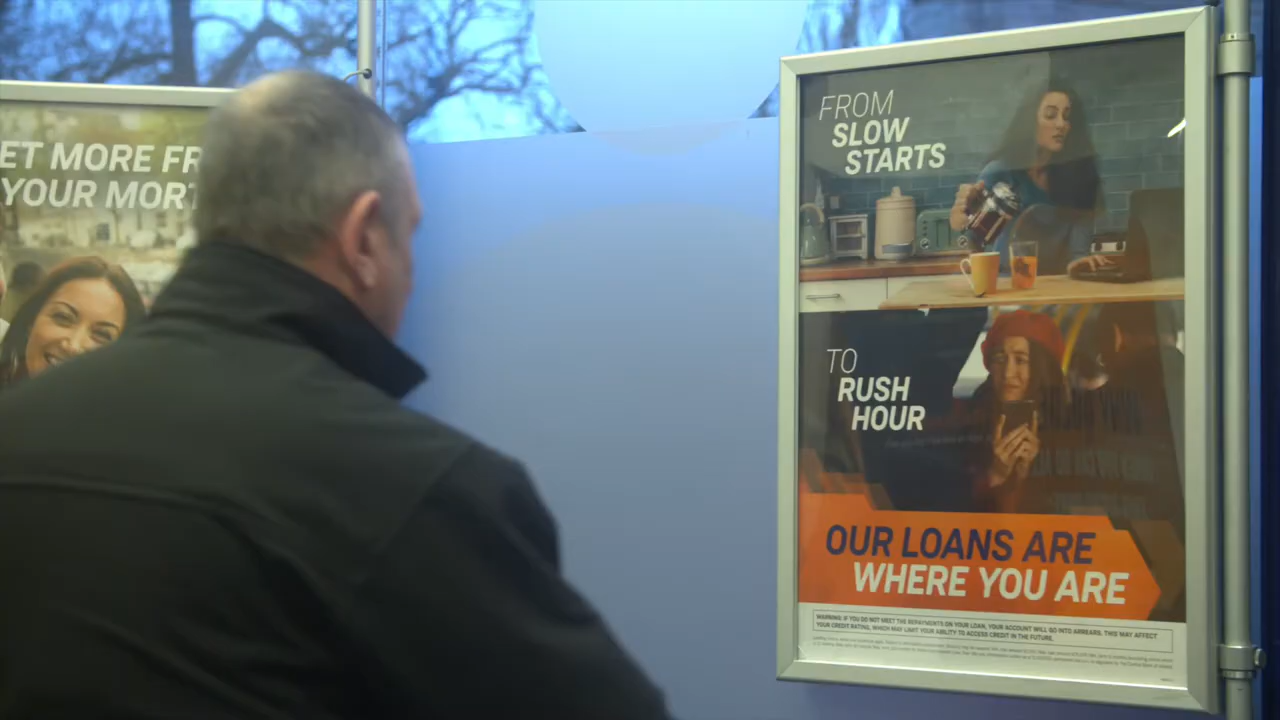 ET MORE FR
YOUR MORT
FROM
SLOW
STARTS
TO
RUSH
HOUR
OUR LOANS ARE
WHERE YOU ARE
WARNING: IF YOU DO NOT MEET THE REPAYMENTS ON YOUR LOAN, YOUR ACCOUNT WILL GO INTO ARREARS. THIS MAY AFFECT
YOUR CREDIT RATING, WHICH MAY LIMIT YOUR ABILITY TO ACCESS CREDIT IN THE FUTURE.